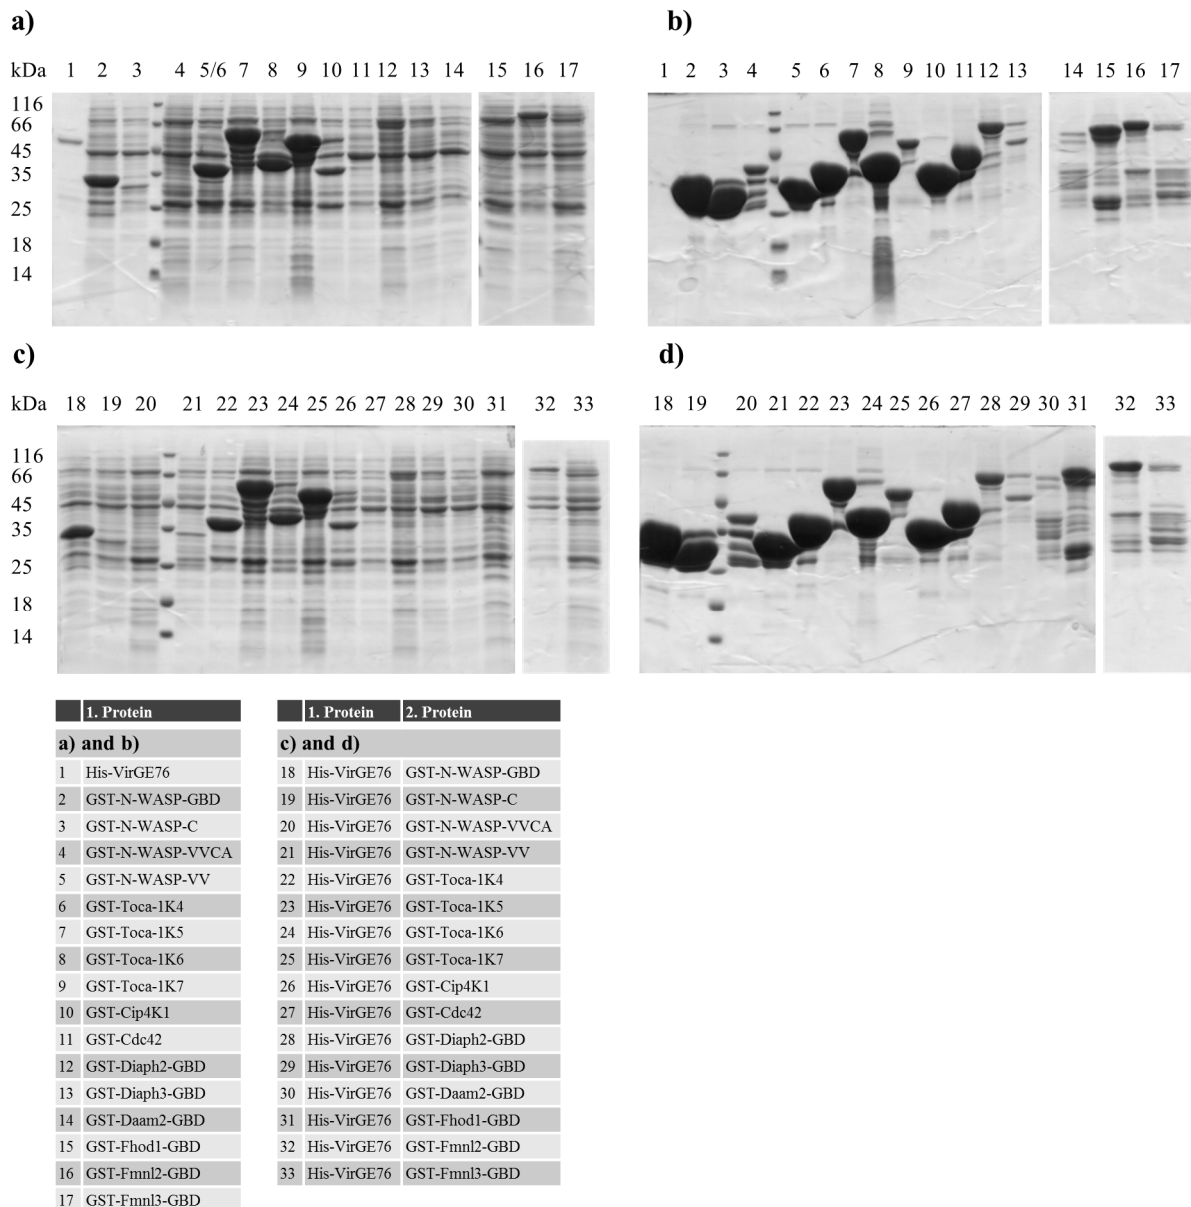 a)
kDa 1 2 3 4 5/6 7 8 9 10 11 12 13 14 15 16 17
116
66
45
35
25
18
14
b)
1 2 3 4 5 6 7 8 9 10 11 12 13 14 15 16 17
c)
kDa 18 19 20 21 22 23 24 25 26 27 28 29 30 31 32 33
116
66
45
35
25
18
14
d)
18 19 20 21 22 23 24 25 26 27 28 29 30 31 32 33
1. Protein
a) and b)
1 His-VirGE76
2 GST-N-WASP-GBD
3 GST-N-WASP-C
4 GST-N-WASP-VVCA
5 GST-N-WASP-VV
6 GST-Toca-1K4
7 GST-Toca-1K5
8 GST-Toca-1K6
9 GST-Toca-1K7
10 GST-Cip4K1
11 GST-Cdc42
12 GST-Diaph2-GBD
13 GST-Diaph3-GBD
14 GST-Daam2-GBD
15 GST-Fhod1-GBD
16 GST-Fmnl2-GBD
17 GST-Fmnl3-GBD
1. Protein 2. Protein
c) and d)
18 His-VirGE76 GST-N-WASP-GBD
19 His-VirGE76 GST-N-WASP-C
20 His-VirGE76 GST-N-WASP-VVCA
21 His-VirGE76 GST-N-WASP-VV
22 His-VirGE76 GST-Toca-1K4
23 His-VirGE76 GST-Toca-1K5
24 His-VirGE76 GST-Toca-1K6
25 His-VirGE76 GST-Toca-1K7
26 His-VirGE76 GST-Cip4K1
27 His-VirGE76 GST-Cdc42
28 His-VirGE76 GST-Diaph2-GBD
29 His-VirGE76 GST-Diaph3-GBD
30 His-VirGE76 GST-Daam2-GBD
31 His-VirGE76 GST-Fhod1-GBD
32 His-VirGE76 GST-Fmnl2-GBD
33 His-VirGE76 GST-Fmnl3-GBD